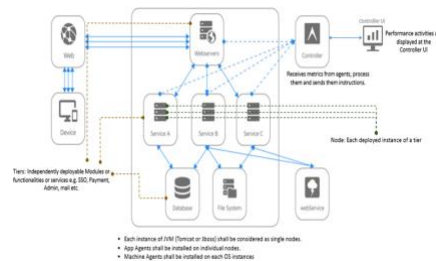 Controller UI
Web
Webservers
Controller
Performance activities
displayed at the
Controller UI
Receives metrics from agents, process
them and sends them instructions.
Device
Service A
Service B
Service C
Node: Each deployed instance of a tier
Tiers: Independently deployable Modules or
functionalities or services e.g. SSO, Payment,
Admin, mail etc.
Database
File System
webService
• Each instance of JVM (Tomcat or Jboss) shall be considered as single nodes.
• App Agents shall be installed on individual nodes.
• Machine Agents shall be installed on each OS instances